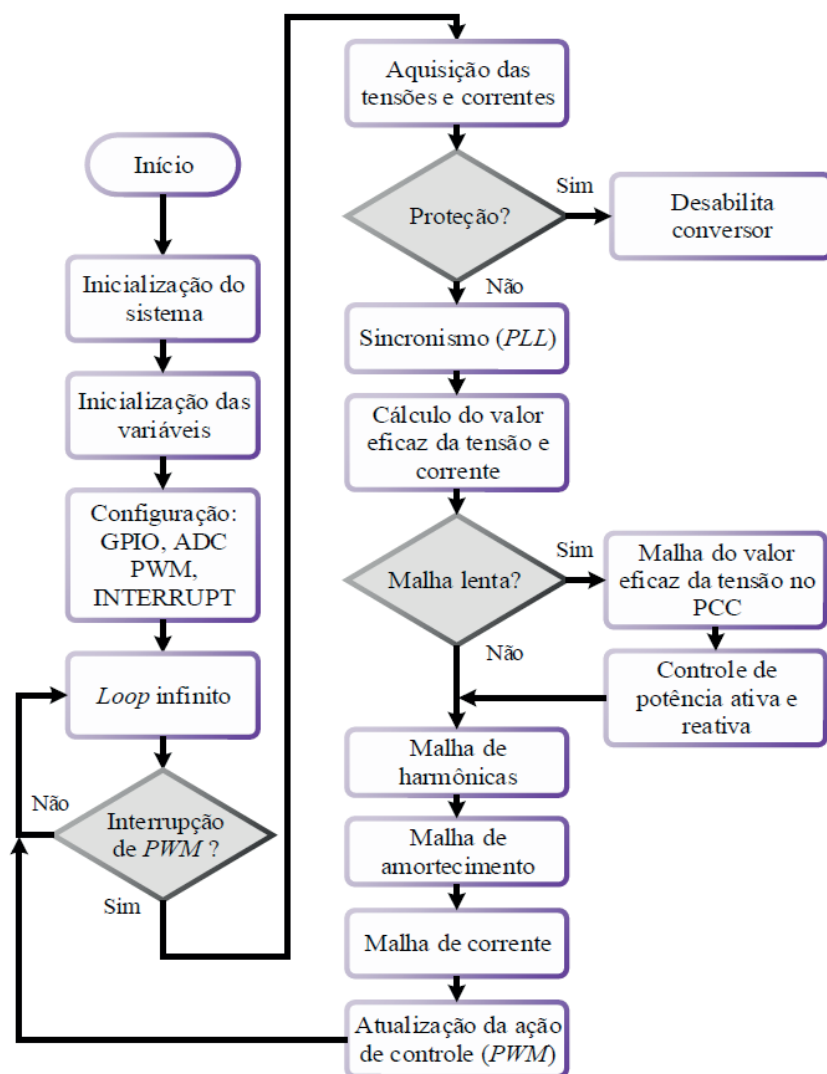 Início
Inicialização do
sistema
Inicialização das
variáveis
Configuração:
GPIO, ADC
PWM,
INTERRUPT
Loop infinito
Não
Interrupção
de PWM ?
Sim
Aquisição das
tensões e correntes
Proteção?
Sim
Desabilita
conversor
Não
Sincronismo (PLL)
Cálculo do valor
eficaz da tensão e
corrente
Malha lenta?
Sim
Malha do valor
eficaz da tensão no
PCC
Controle de
potência ativa e
reativa
Não
Malha de
harmônicas
Malha de
amortecimento
Malha de corrente
Atualização da ação
de controle (PWM)